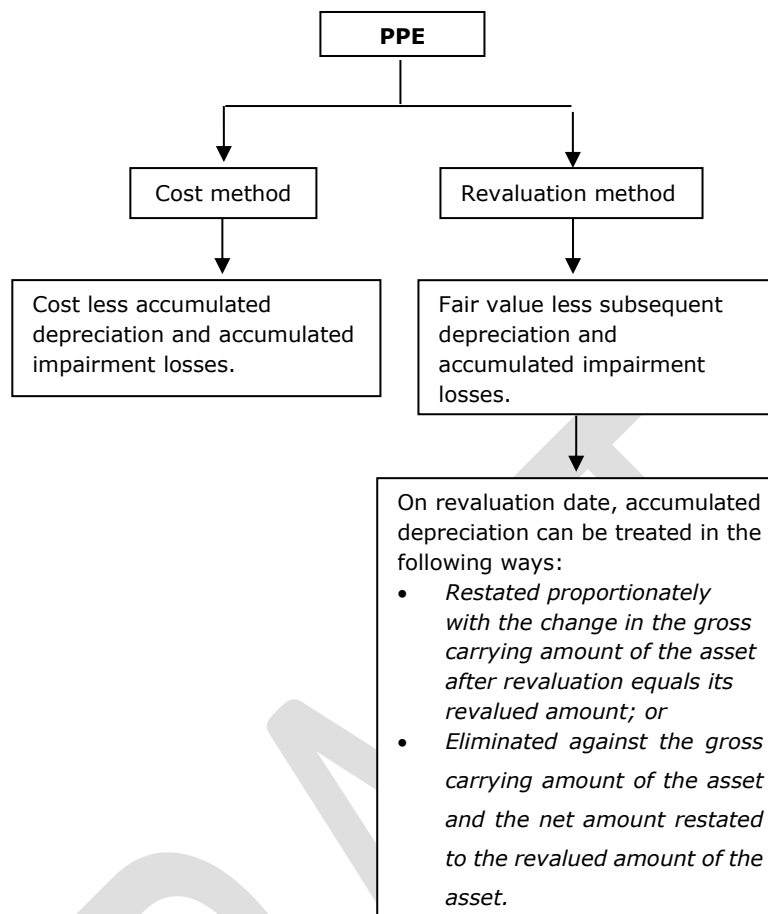 PPE
Cost method
Revaluation method
Cost less accumulated
depreciation and accumulated
impairment losses.
Fair value less subsequent
depreciation and
accumulated impairment
losses.
On revaluation date, accumulated
depreciation can be treated in the
following ways:
• Restated proportionately
with the change in the gross
carrying amount of the asset
after revaluation equals its
revalued amount; or
• Eliminated against the gross
carrying amount of the asset
and the net amount restated
to the revalued amount of the
asset.